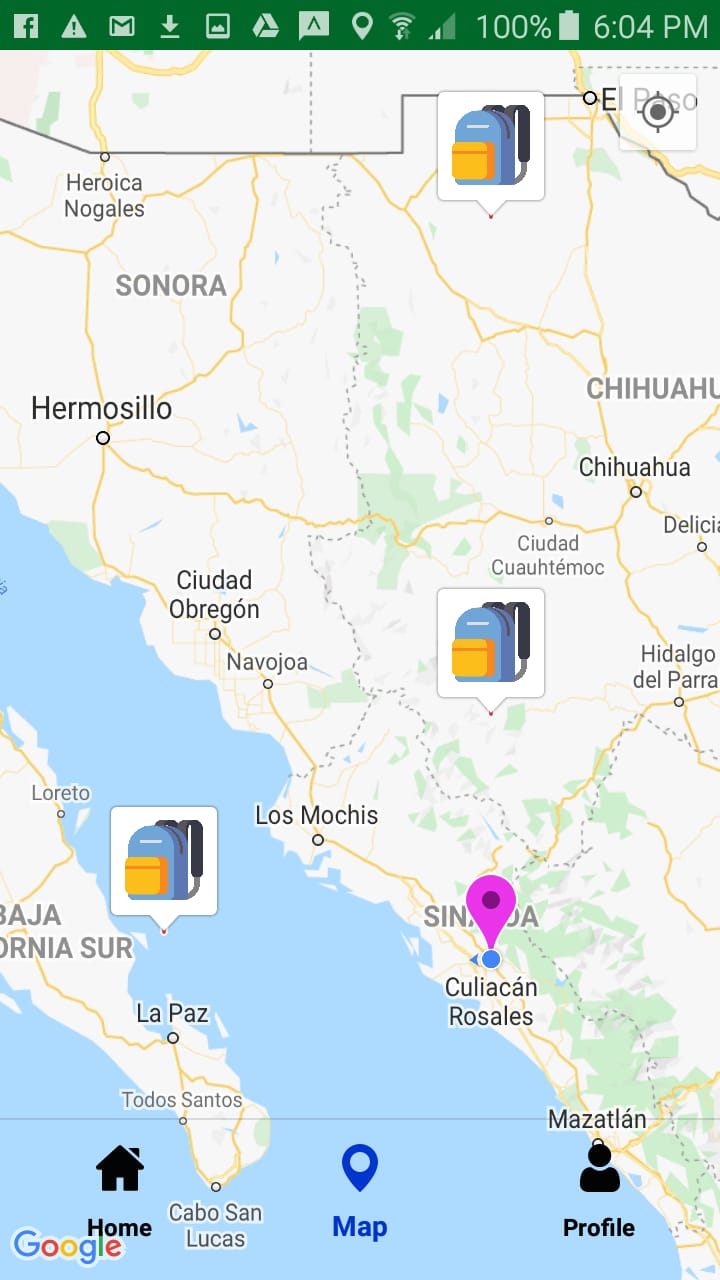 100% 6:04 PM
El Paso
Heroica
Nogales
SONORA
CHIHUAHU
Hermosillo
Chihuahua
Delicia
Ciudad
Cuauhtémoc
Ciudad
Obregón
Navojoa
Hidalgo
del Parra
Loreto
Los Mochis
BAJA
ORNIA SUR
SINALOA
Culiacán
Rosales
La Paz
Todos Santos
Mazatlán
Cabo San
Lucas
Home
Map
Profile
Google